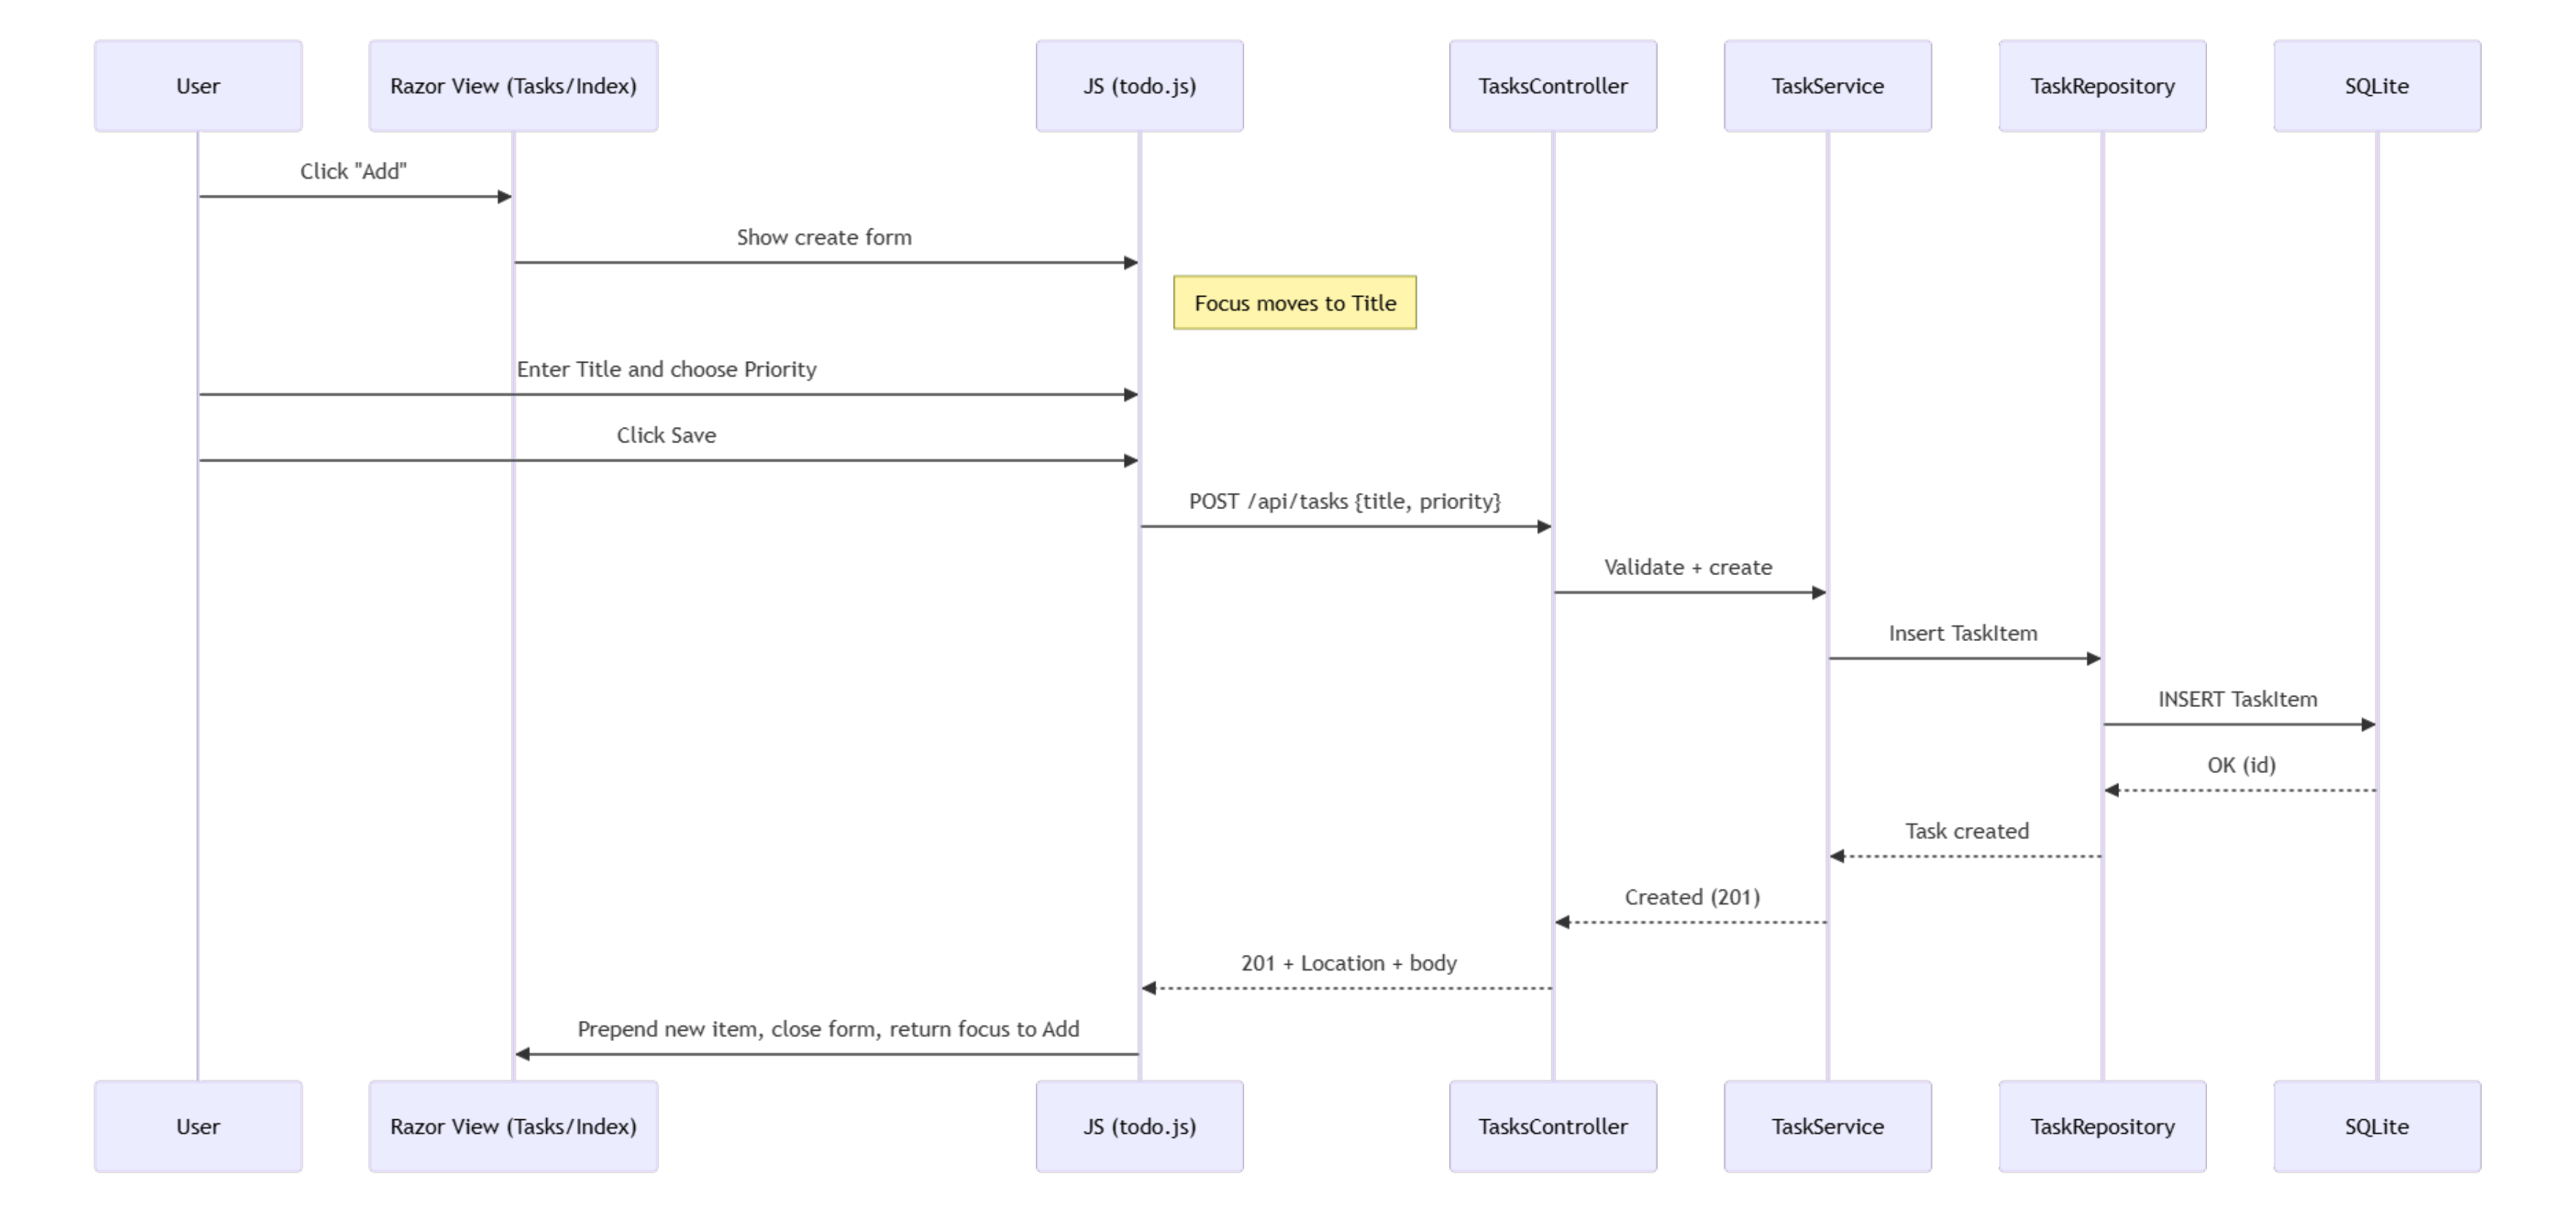 User
Razor View (Tasks/Index)
JS (todo.js)
TasksController
TaskService
TaskRepository
SQLite
Click "Add"
Show create form
Focus moves to Title
Enter Title and choose Priority
Click Save
POST /api/tasks {title, priority}
Validate + create
Insert TaskItem
INSERT TaskItem
OK (id)
Task created
Created (201)
201 + Location + body
Prepend new item, close form, return focus to Add
User
Razor View (Tasks/Index)
JS (todo.js)
TasksController
TaskService
TaskRepository
SQLite